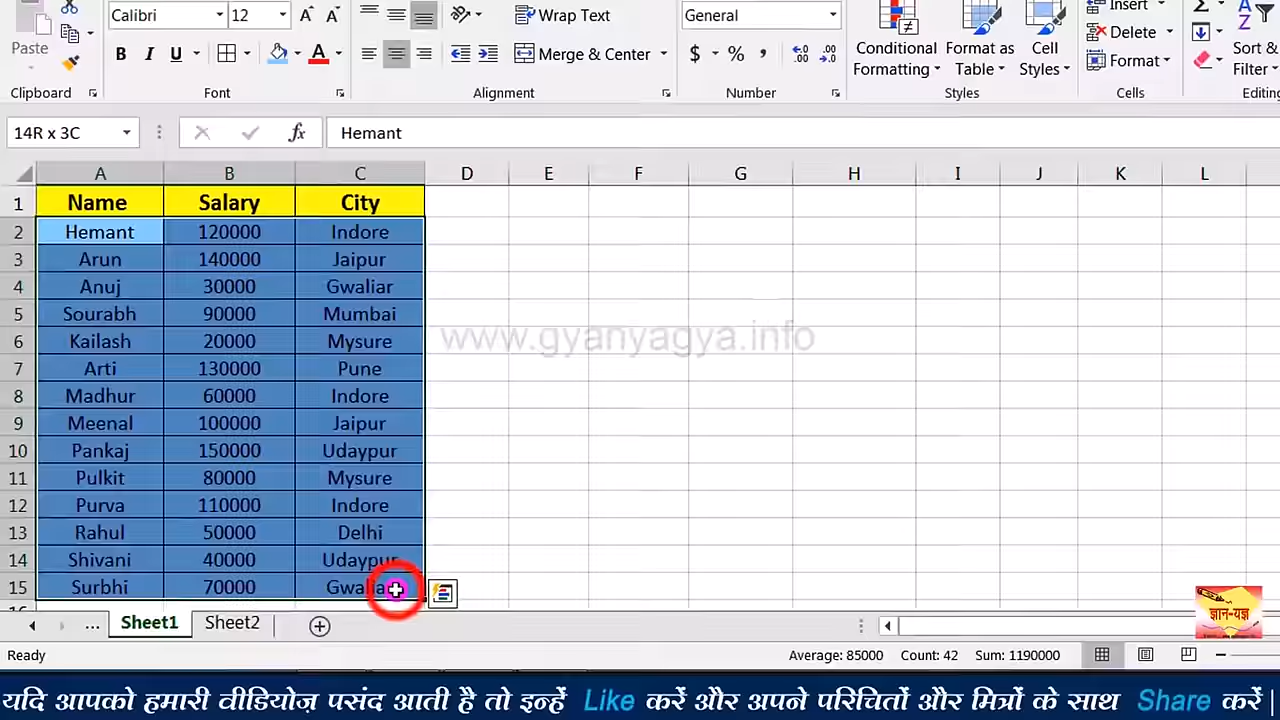 Calibri 12 Wrap Text General Insert
Paste B I U A Merge & Center $ % , Conditional Formatting Format as Table Cell Styles Delete Format Sort & Filter
Clipboard Font Alignment Number Styles Cells Editing
14R x 3C fx Hemant
A B C D E F G H I J K L
1 Name Salary City
2 Hemant 120000 Indore
3 Arun 140000 Jaipur
4 Anuj 30000 Gwaliar
5 Sourabh 90000 Mumbai
6 Kailash 20000 Mysure
www.gyanyagya.info
7 Arti 130000 Pune
8 Madhur 60000 Indore
9 Meenal 100000 Jaipur
10 Pankaj 150000 Udaypur
11 Pulkit 80000 Mysure
12 Purva 110000 Indore
13 Rahul 50000 Delhi
14 Shivani 40000 Udaypur
15 Surbhi 70000 Gwaliar
ज्ञान-यज्ञ
... Sheet1 Sheet2
Ready Average: 85000 Count: 42 Sum: 1190000
यदि आपको हमारी वीडियोज़ पसंद आती है तो इन्हें Like करें और अपने परिचितों और मित्रों के साथ Share करें |